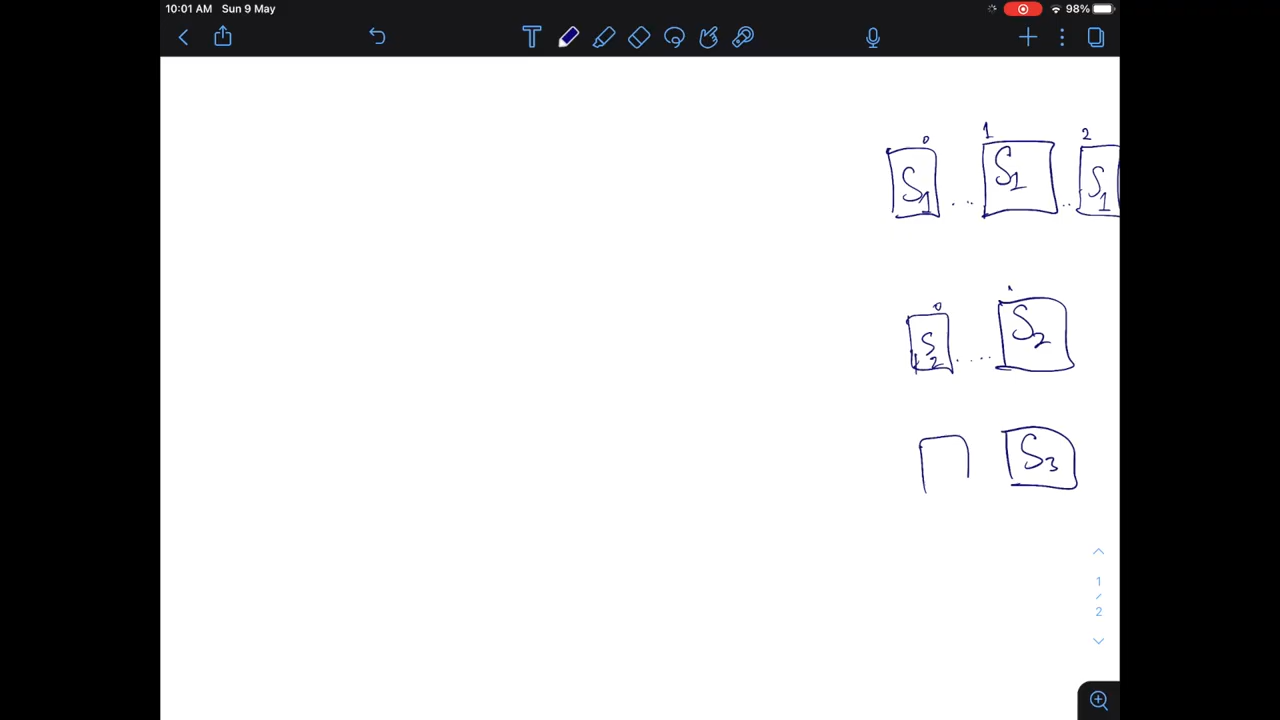 10:01 AM Sun 9 May 98%
T
0 1 2
S1 .. S1 .. S1
0
S2 .... S2
S3
1
/
2